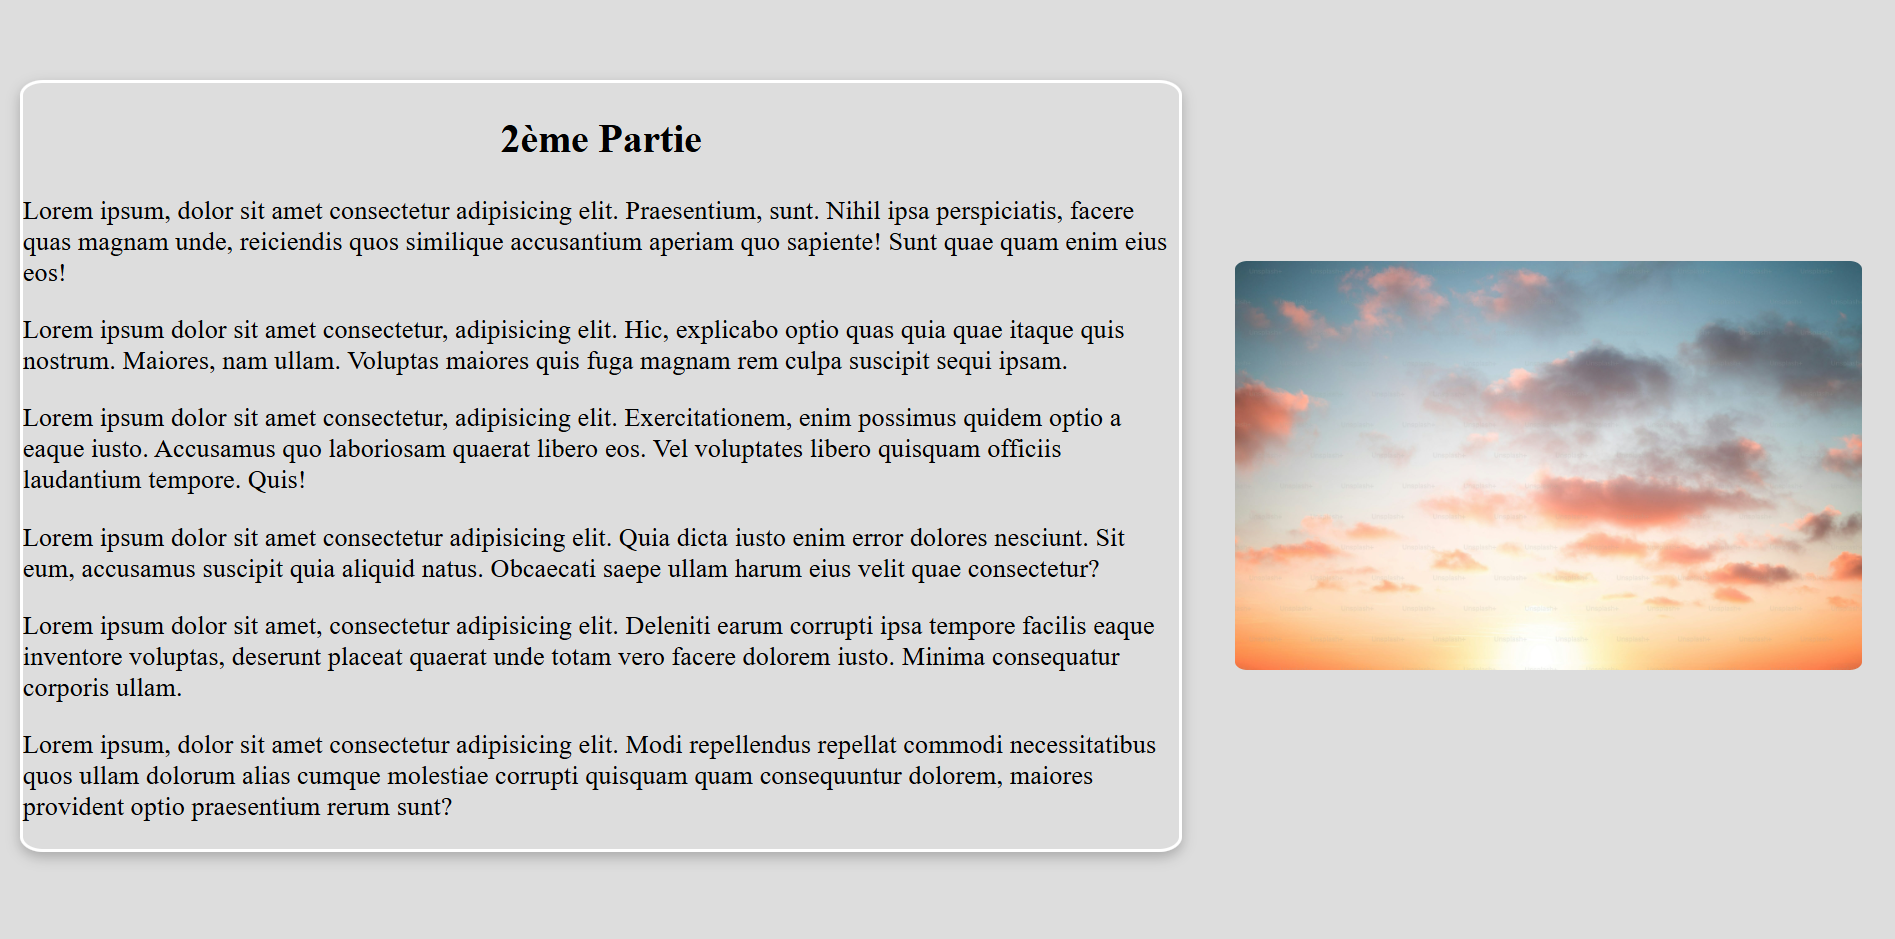 2ème Partie
Lorem ipsum, dolor sit amet consectetur adipisicing elit. Praesentium, sunt. Nihil ipsa perspiciatis, facere
quas magnam unde, reiciendis quos similique accusantium aperiam quo sapiente! Sunt quae quam enim eius
eos!
Lorem ipsum dolor sit amet consectetur, adipisicing elit. Hic, explicabo optio quas quia quae itaque quis
nostrum. Maiores, nam ullam. Voluptas maiores quis fuga magnam rem culpa suscipit sequi ipsam.
Lorem ipsum dolor sit amet consectetur, adipisicing elit. Exercitationem, enim possimus quidem optio a
eaque iusto. Accusamus quo laboriosam quaerat libero eos. Vel voluptates libero quisquam officiis
laudantium tempore. Quis!
Lorem ipsum dolor sit amet consectetur adipisicing elit. Quia dicta iusto enim error dolores nesciunt. Sit
eum, accusamus suscipit quia aliquid natus. Obcaecati saepe ullam harum eius velit quae consectetur?
Lorem ipsum dolor sit amet, consectetur adipisicing elit. Deleniti earum corrupti ipsa tempore facilis eaque
inventore voluptas, deserunt placeat quaerat unde totam vero facere dolorem iusto. Minima consequatur
corporis ullam.
Lorem ipsum, dolor sit amet consectetur adipisicing elit. Modi repellendus repellat commodi necessitatibus
quos ullam dolorum alias cumque molestiae corrupti quisquam quam consequuntur dolorem, maiores
provident optio praesentium rerum sunt?